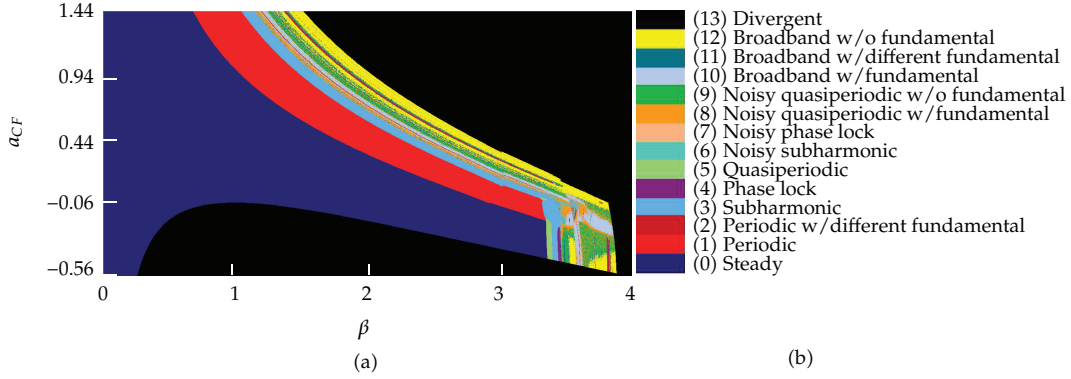 1.44
0.94
0.44
−0.06
−0.56
a_CF
0 1 2 3 4
β
(a)
(13) Divergent
(12) Broadband w/o fundamental
(11) Broadband w/different fundamental
(10) Broadband w/fundamental
(9) Noisy quasiperiodic w/o fundamental
(8) Noisy quasiperiodic w/fundamental
(7) Noisy phase lock
(6) Noisy subharmonic
(5) Quasiperiodic
(4) Phase lock
(3) Subharmonic
(2) Periodic w/different fundamental
(1) Periodic
(0) Steady
(b)